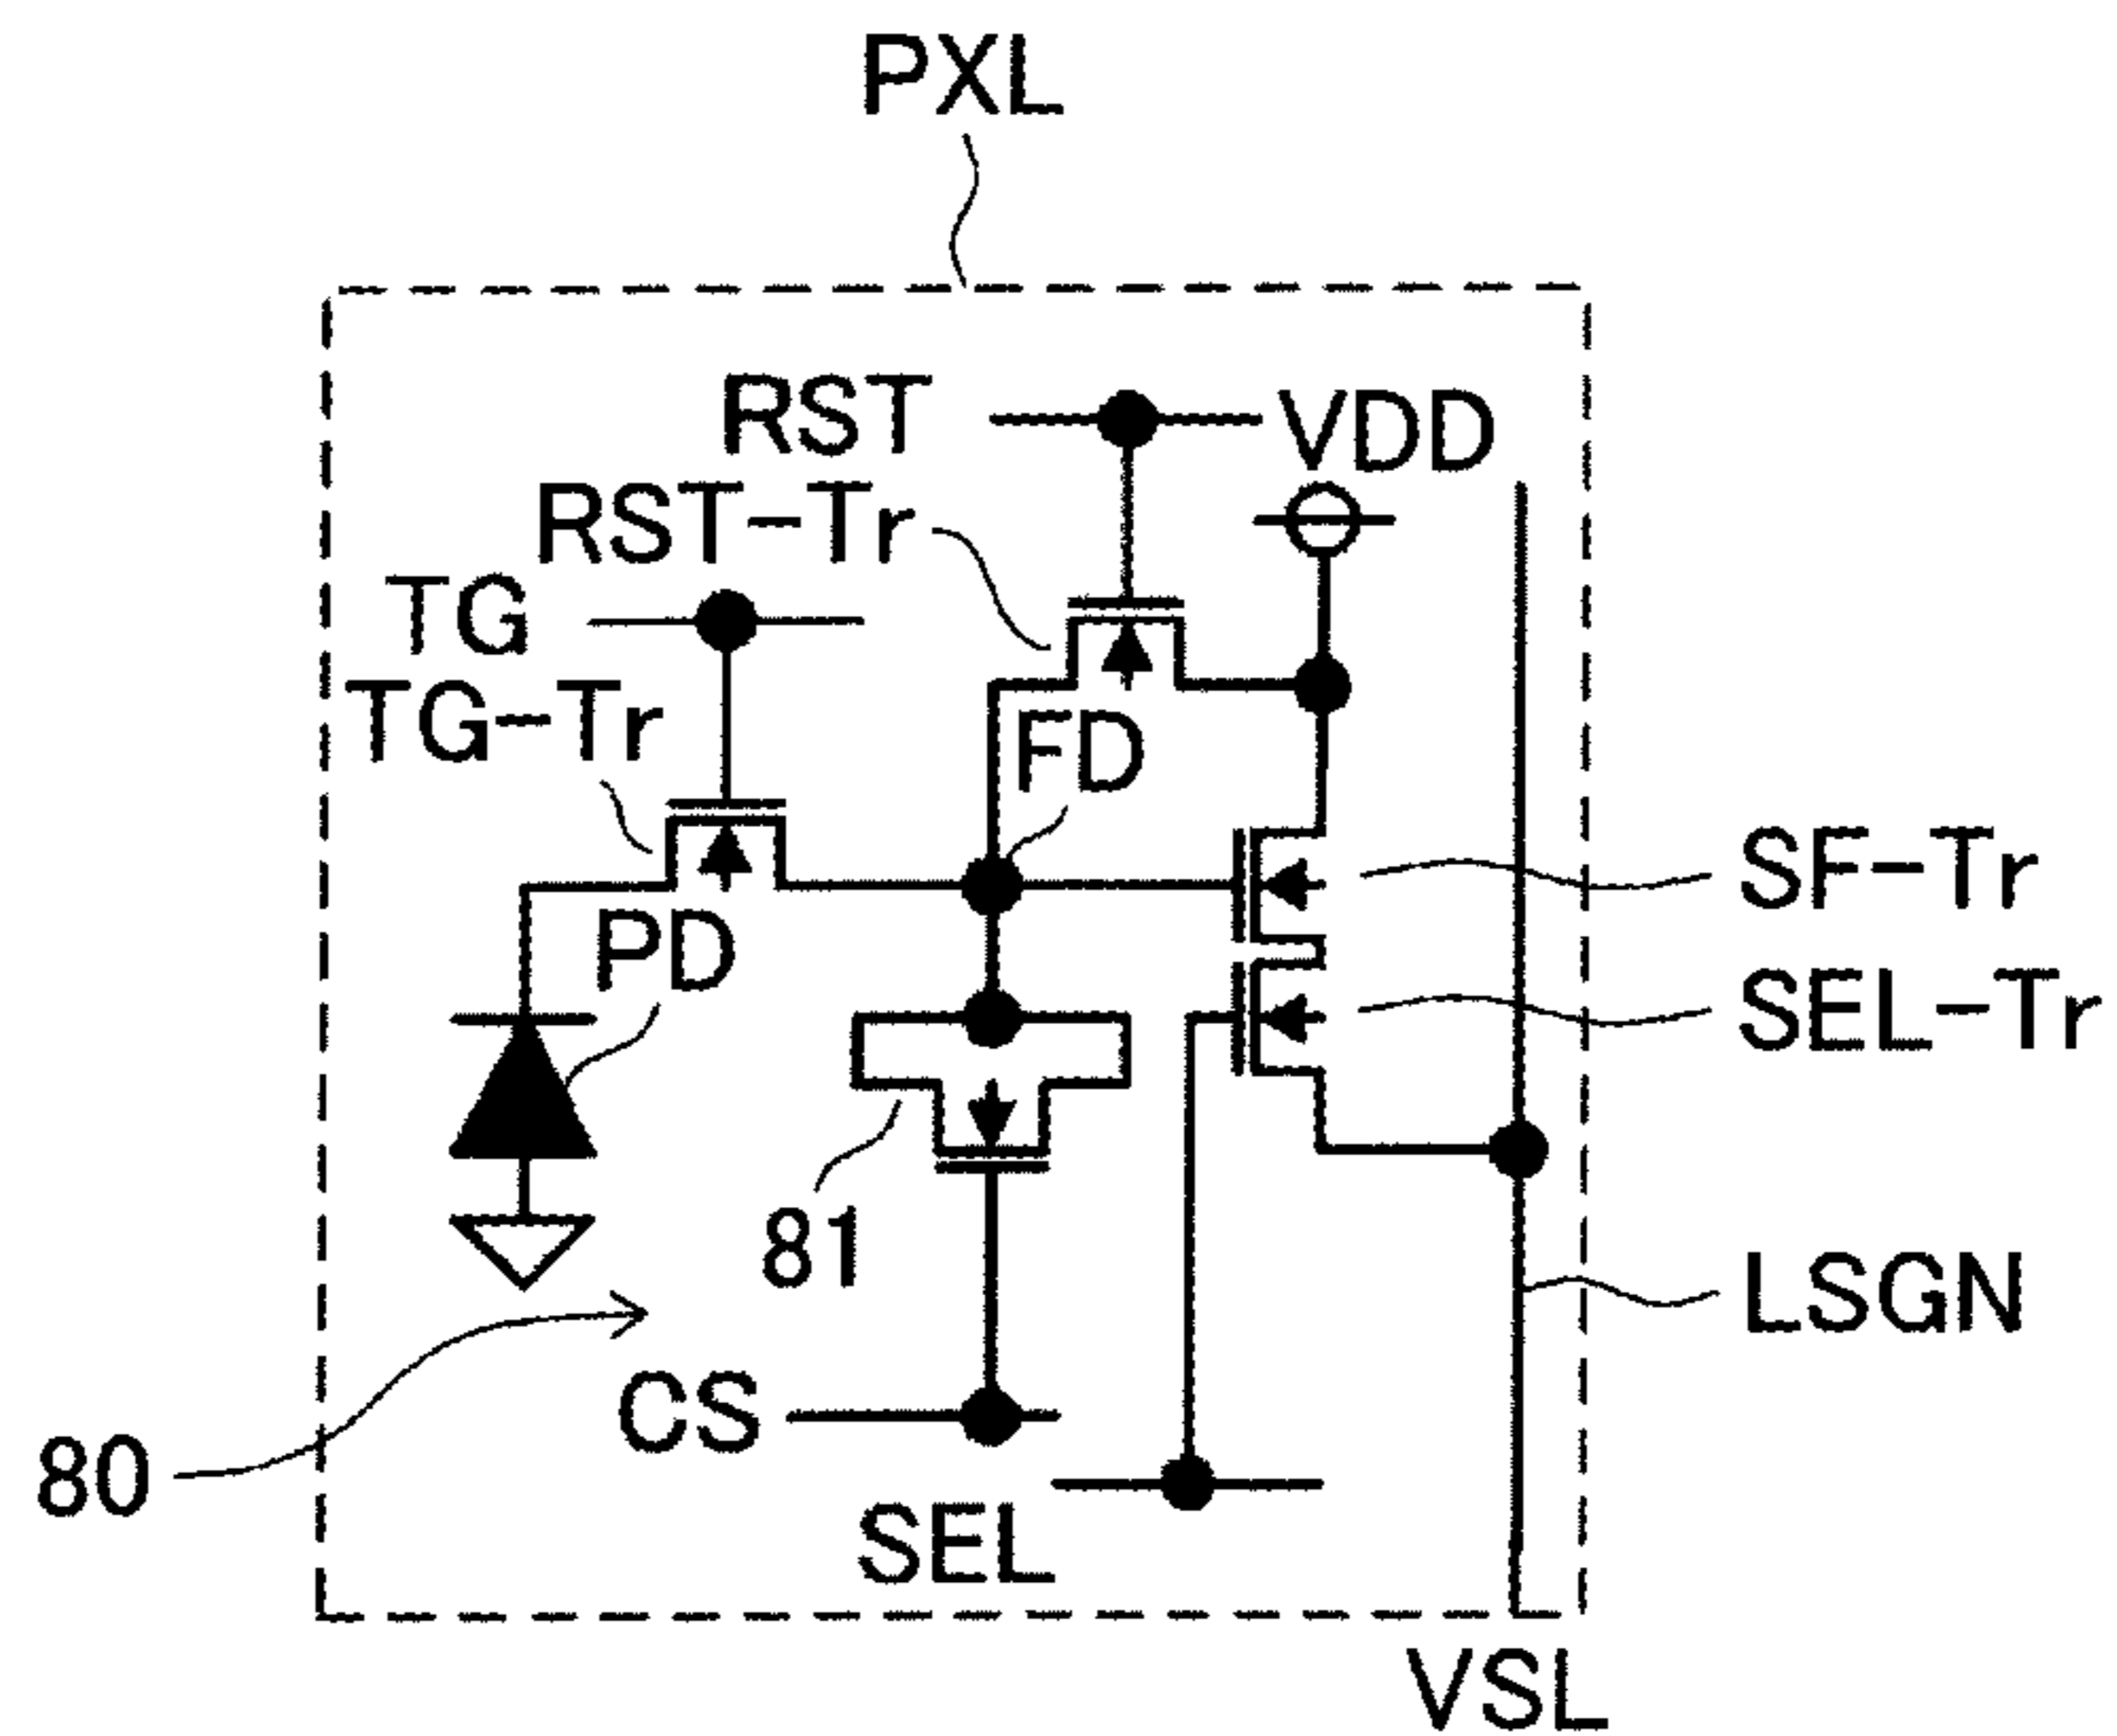 PXL
RST
VDD
RST-Tr
TG
TG-Tr
FD
SF-Tr
PD
SEL-Tr
81
LSGN
CS
80
SEL
VSL